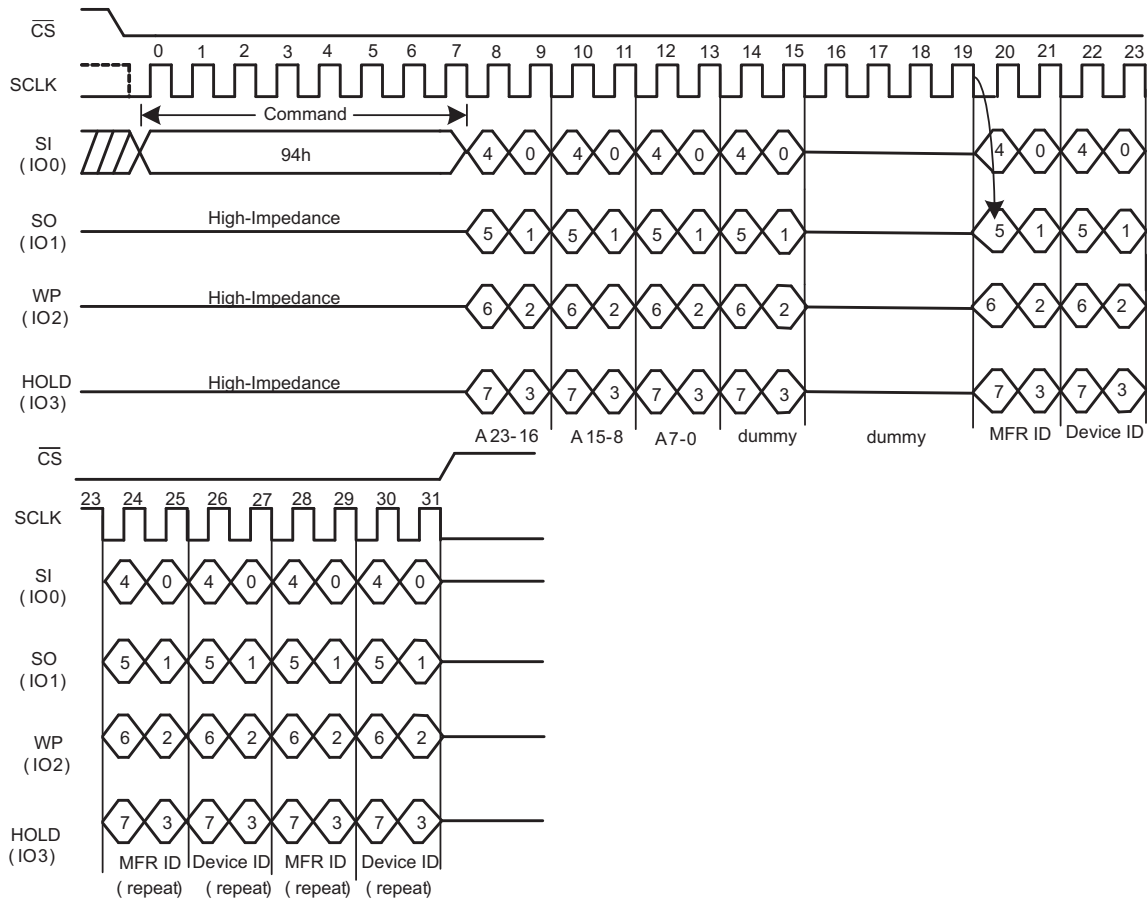 CS
0 1 2 3 4 5 6 7 8 9 10 11 12 13 14 15 16 17 18 19 20 21 22 23
SCLK
Command
SI
(IO0)
94h 4 0 4 0 4 0 4 0 4 0 4 0
SO
(IO1)
High-Impedance 5 1 5 1 5 1 5 1 5 1 5 1
WP
(IO2)
High-Impedance 6 2 6 2 6 2 6 2 6 2 6 2
HOLD
(IO3)
High-Impedance 7 3 7 3 7 3 7 3 7 3 7 3
A23-16 A15-8 A7-0 dummy dummy MFR ID Device ID
CS
23 24 25 26 27 28 29 30 31
SCLK
SI
(IO0)
4 0 4 0 4 0 4 0
SO
(IO1)
5 1 5 1 5 1 5 1
WP
(IO2)
6 2 6 2 6 2 6 2
HOLD
(IO3)
7 3 7 3 7 3 7 3
MFR ID Device ID MFR ID Device ID
(repeat) (repeat) (repeat) (repeat)